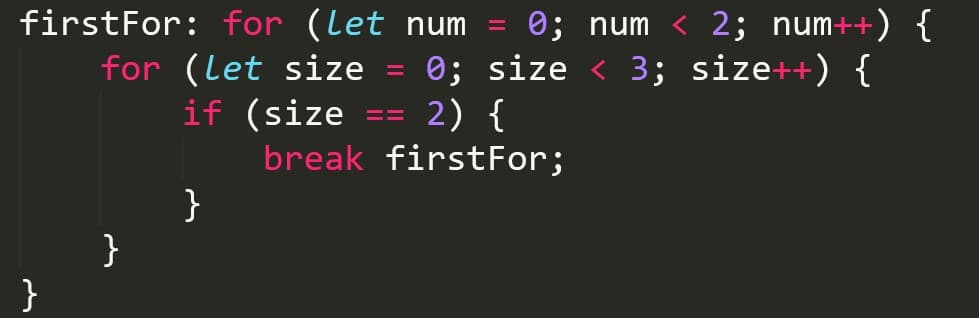 firstFor: for (let num = 0; num < 2; num++) {
    for (let size = 0; size < 3; size++) {
        if (size == 2) {
            break firstFor;
        }
    }
}